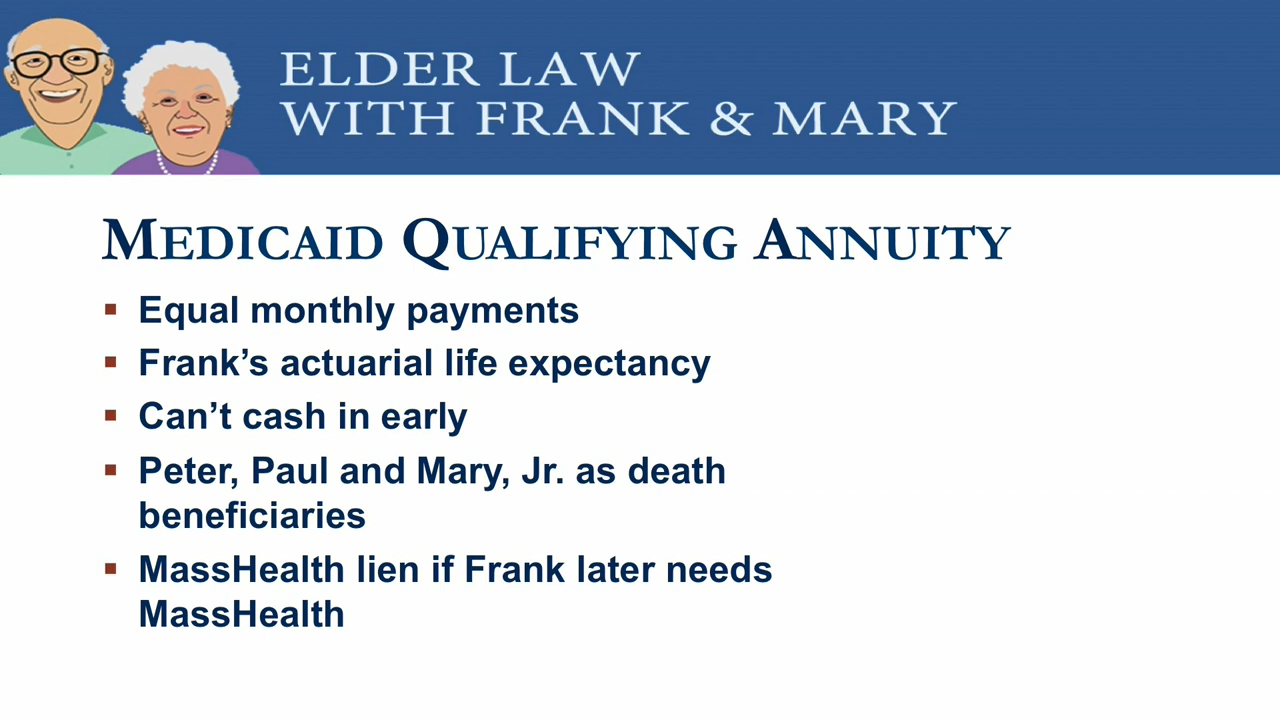 ELDER LAW
WITH FRANK & MARY
MEDICAID QUALIFYING ANNUITY
▪ Equal monthly payments
▪ Frank’s actuarial life expectancy
▪ Can’t cash in early
▪ Peter, Paul and Mary, Jr. as death
beneficiaries
▪ MassHealth lien if Frank later needs
MassHealth